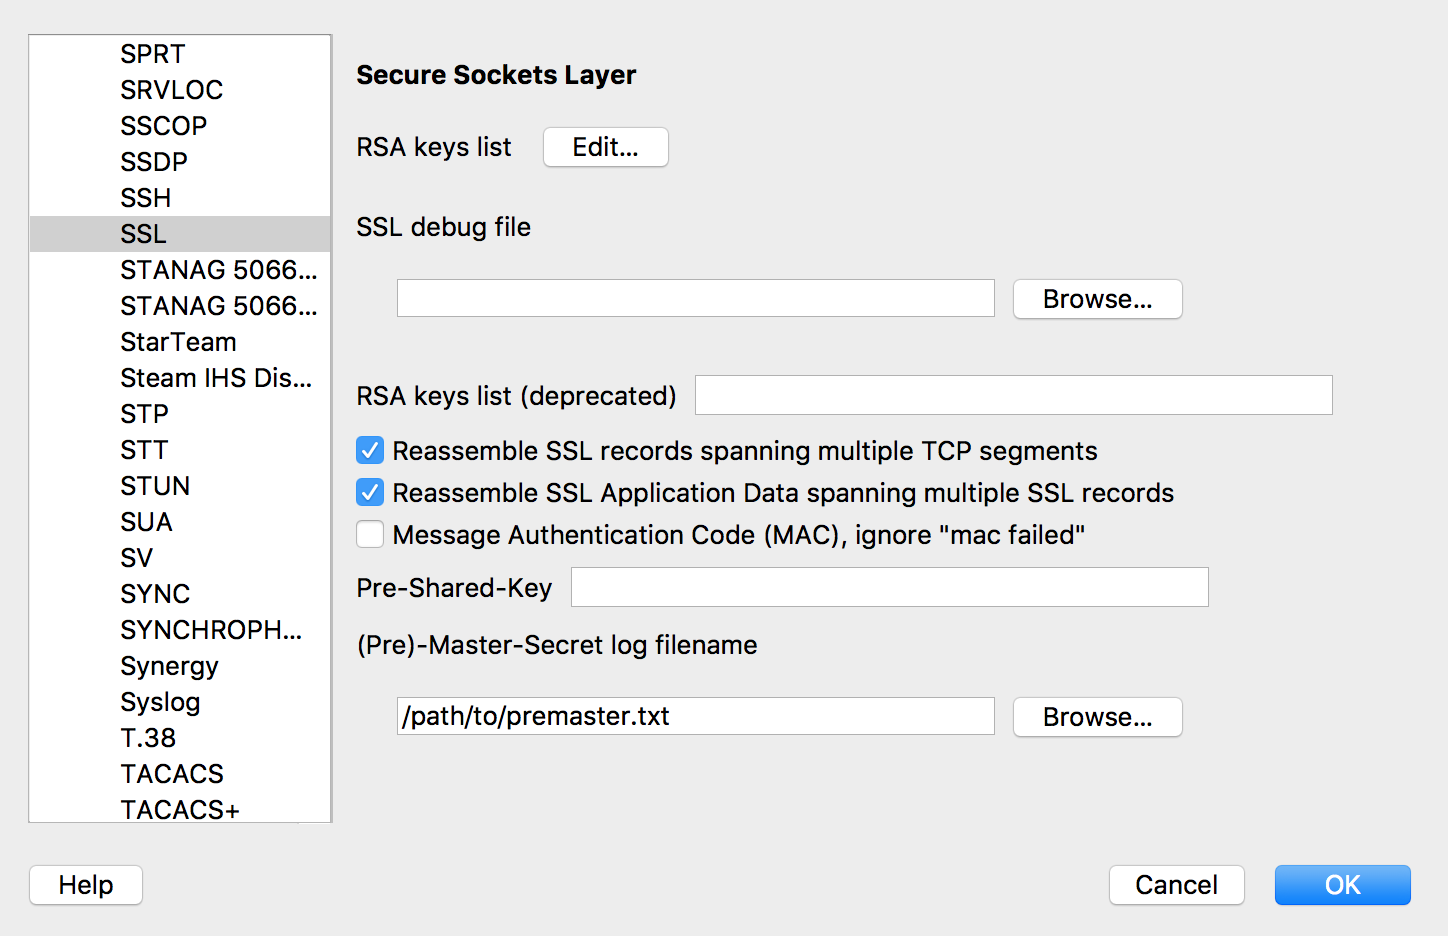 SPRT
SRVLOC
SSCOP
SSDP
SSH
SSL
STANAG 5066...
STANAG 5066...
StarTeam
Steam IHS Dis...
STP
STT
STUN
SUA
SV
SYNC
SYNCHROPH...
Synergy
Syslog
T.38
TACACS
TACACS+
Secure Sockets Layer
RSA keys list Edit...
SSL debug file
Browse...
RSA keys list (deprecated)
Reassemble SSL records spanning multiple TCP segments
Reassemble SSL Application Data spanning multiple SSL records
Message Authentication Code (MAC), ignore "mac failed"
Pre-Shared-Key
(Pre)-Master-Secret log filename
/path/to/premaster.txt Browse...
Help Cancel OK